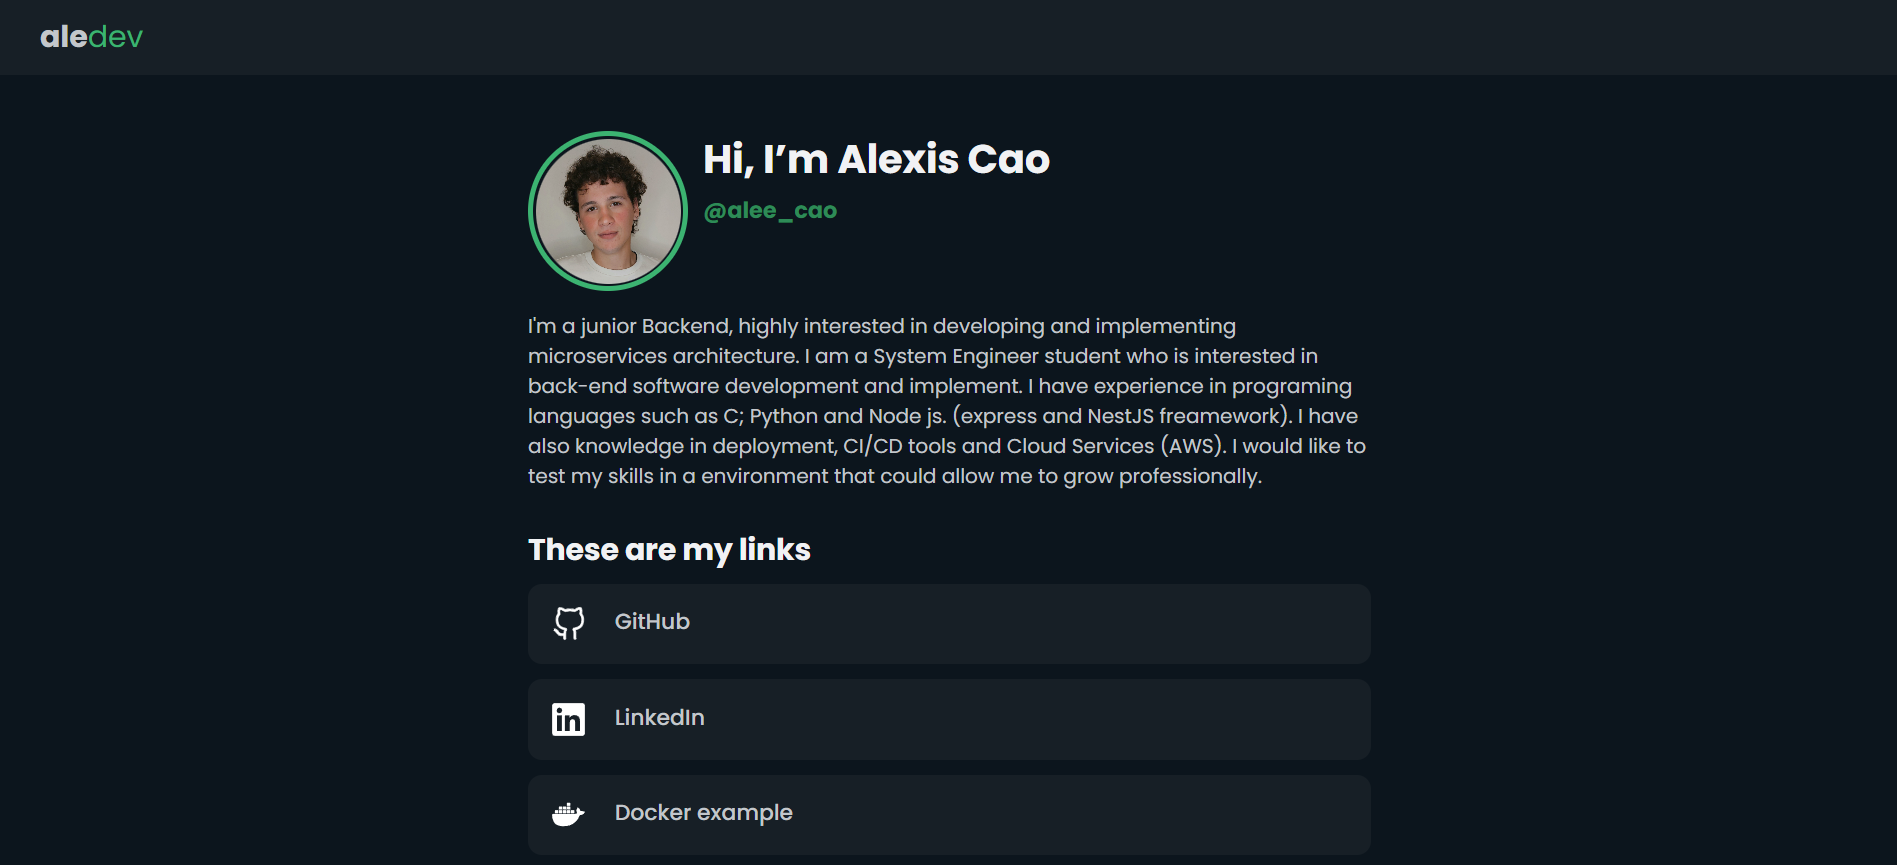 aledev
Hi, I’m Alexis Cao
@alee_cao
I'm a junior Backend, highly interested in developing and implementing
microservices architecture. I am a System Engineer student who is interested in
back-end software development and implement. I have experience in programing
languages such as C; Python and Node js. (express and NestJS freamework). I have
also knowledge in deployment, CI/CD tools and Cloud Services (AWS). I would like to
test my skills in a environment that could allow me to grow professionally.
These are my links
GitHub
in
LinkedIn
Docker example